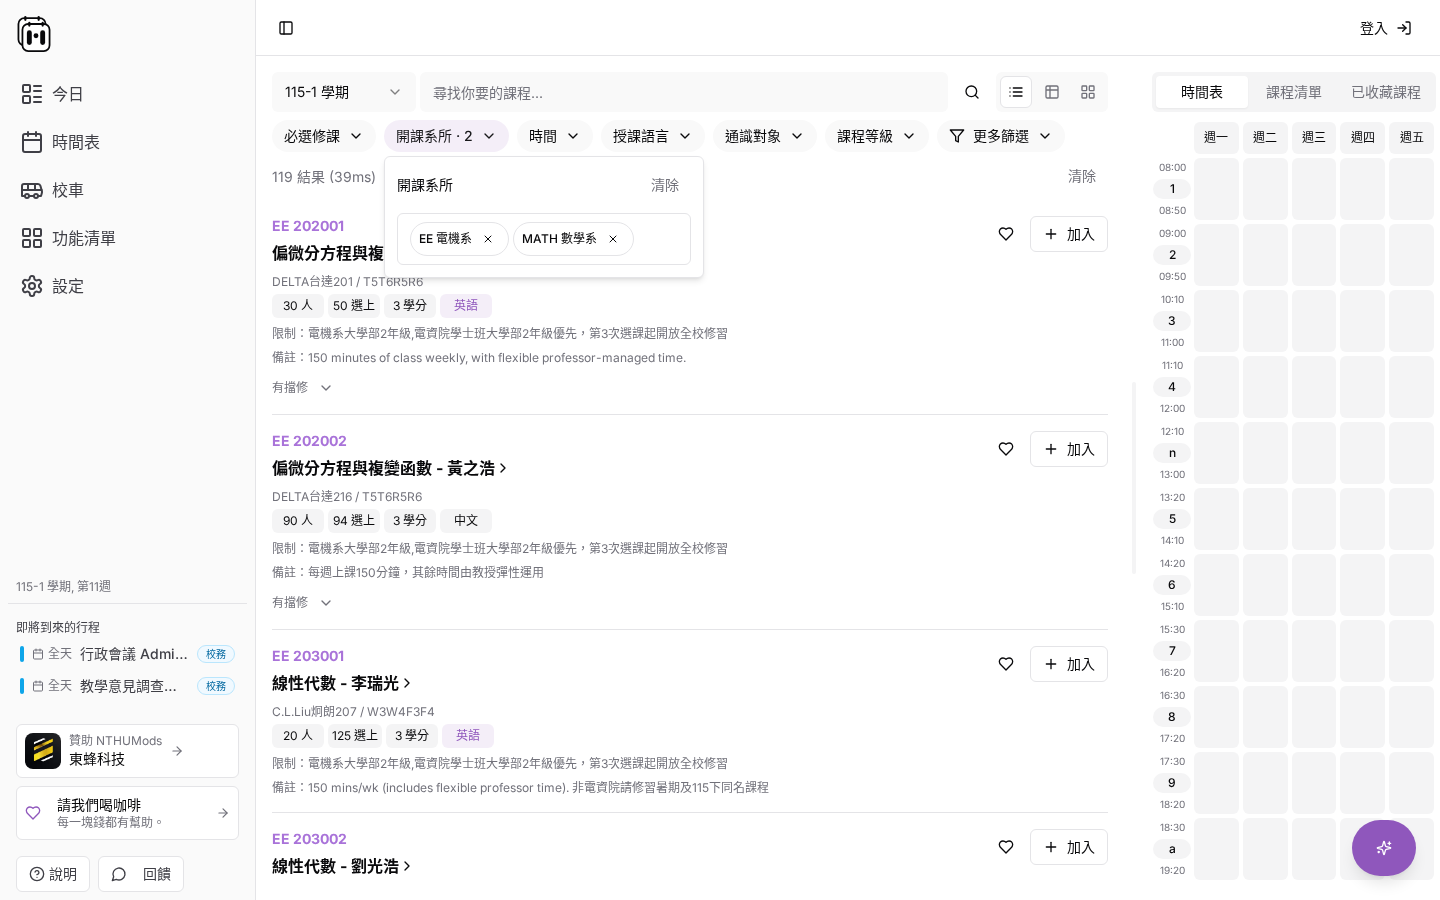 今日
時間表
校車
功能清單
設定
115-1 學期, 第11週
即將到來的行程
全天 行政會議 Admi... 校務
全天 教學意見調查... 校務
贊助 NTHUMods
東蜂科技
請我們喝咖啡
每一塊錢都有幫助。
說明 回饋
登入
115-1 學期 尋找你要的課程...
必選修課 開課系所 · 2 時間 授課語言 通識對象 課程等級 更多篩選
119 結果 (39ms) 清除
開課系所 清除
EE 電機系 MATH 數學系
EE 202001
偏微分方程與複
加入
DELTA台達201 / T5T6R5R6
30 人 50 選上 3 學分 英語
限制：電機系大學部2年級,電資院學士班大學部2年級優先，第3次選課起開放全校修習
備註：150 minutes of class weekly, with flexible professor-managed time.
有擋修
EE 202002
偏微分方程與複變函數 - 黃之浩
加入
DELTA台達216 / T5T6R5R6
90 人 94 選上 3 學分 中文
限制：電機系大學部2年級,電資院學士班大學部2年級優先，第3次選課起開放全校修習
備註：每週上課150分鐘，其餘時間由教授彈性運用
有擋修
EE 203001
線性代數 - 李瑞光
加入
C.L.Liu炯朗207 / W3W4F3F4
20 人 125 選上 3 學分 英語
限制：電機系大學部2年級,電資院學士班大學部2年級優先，第3次選課起開放全校修習
備註：150 mins/wk (includes flexible professor time). 非電資院請修習暑期及115下同名課程
EE 203002
線性代數 - 劉光浩
加入
時間表 課程清單 已收藏課程
週一 週二 週三 週四 週五
08:00
1
08:50
09:00
2
09:50
10:10
3
11:00
11:10
4
12:00
12:10
n
13:00
13:20
5
14:10
14:20
6
15:10
15:30
7
16:20
16:30
8
17:20
17:30
9
18:20
18:30
a
19:20